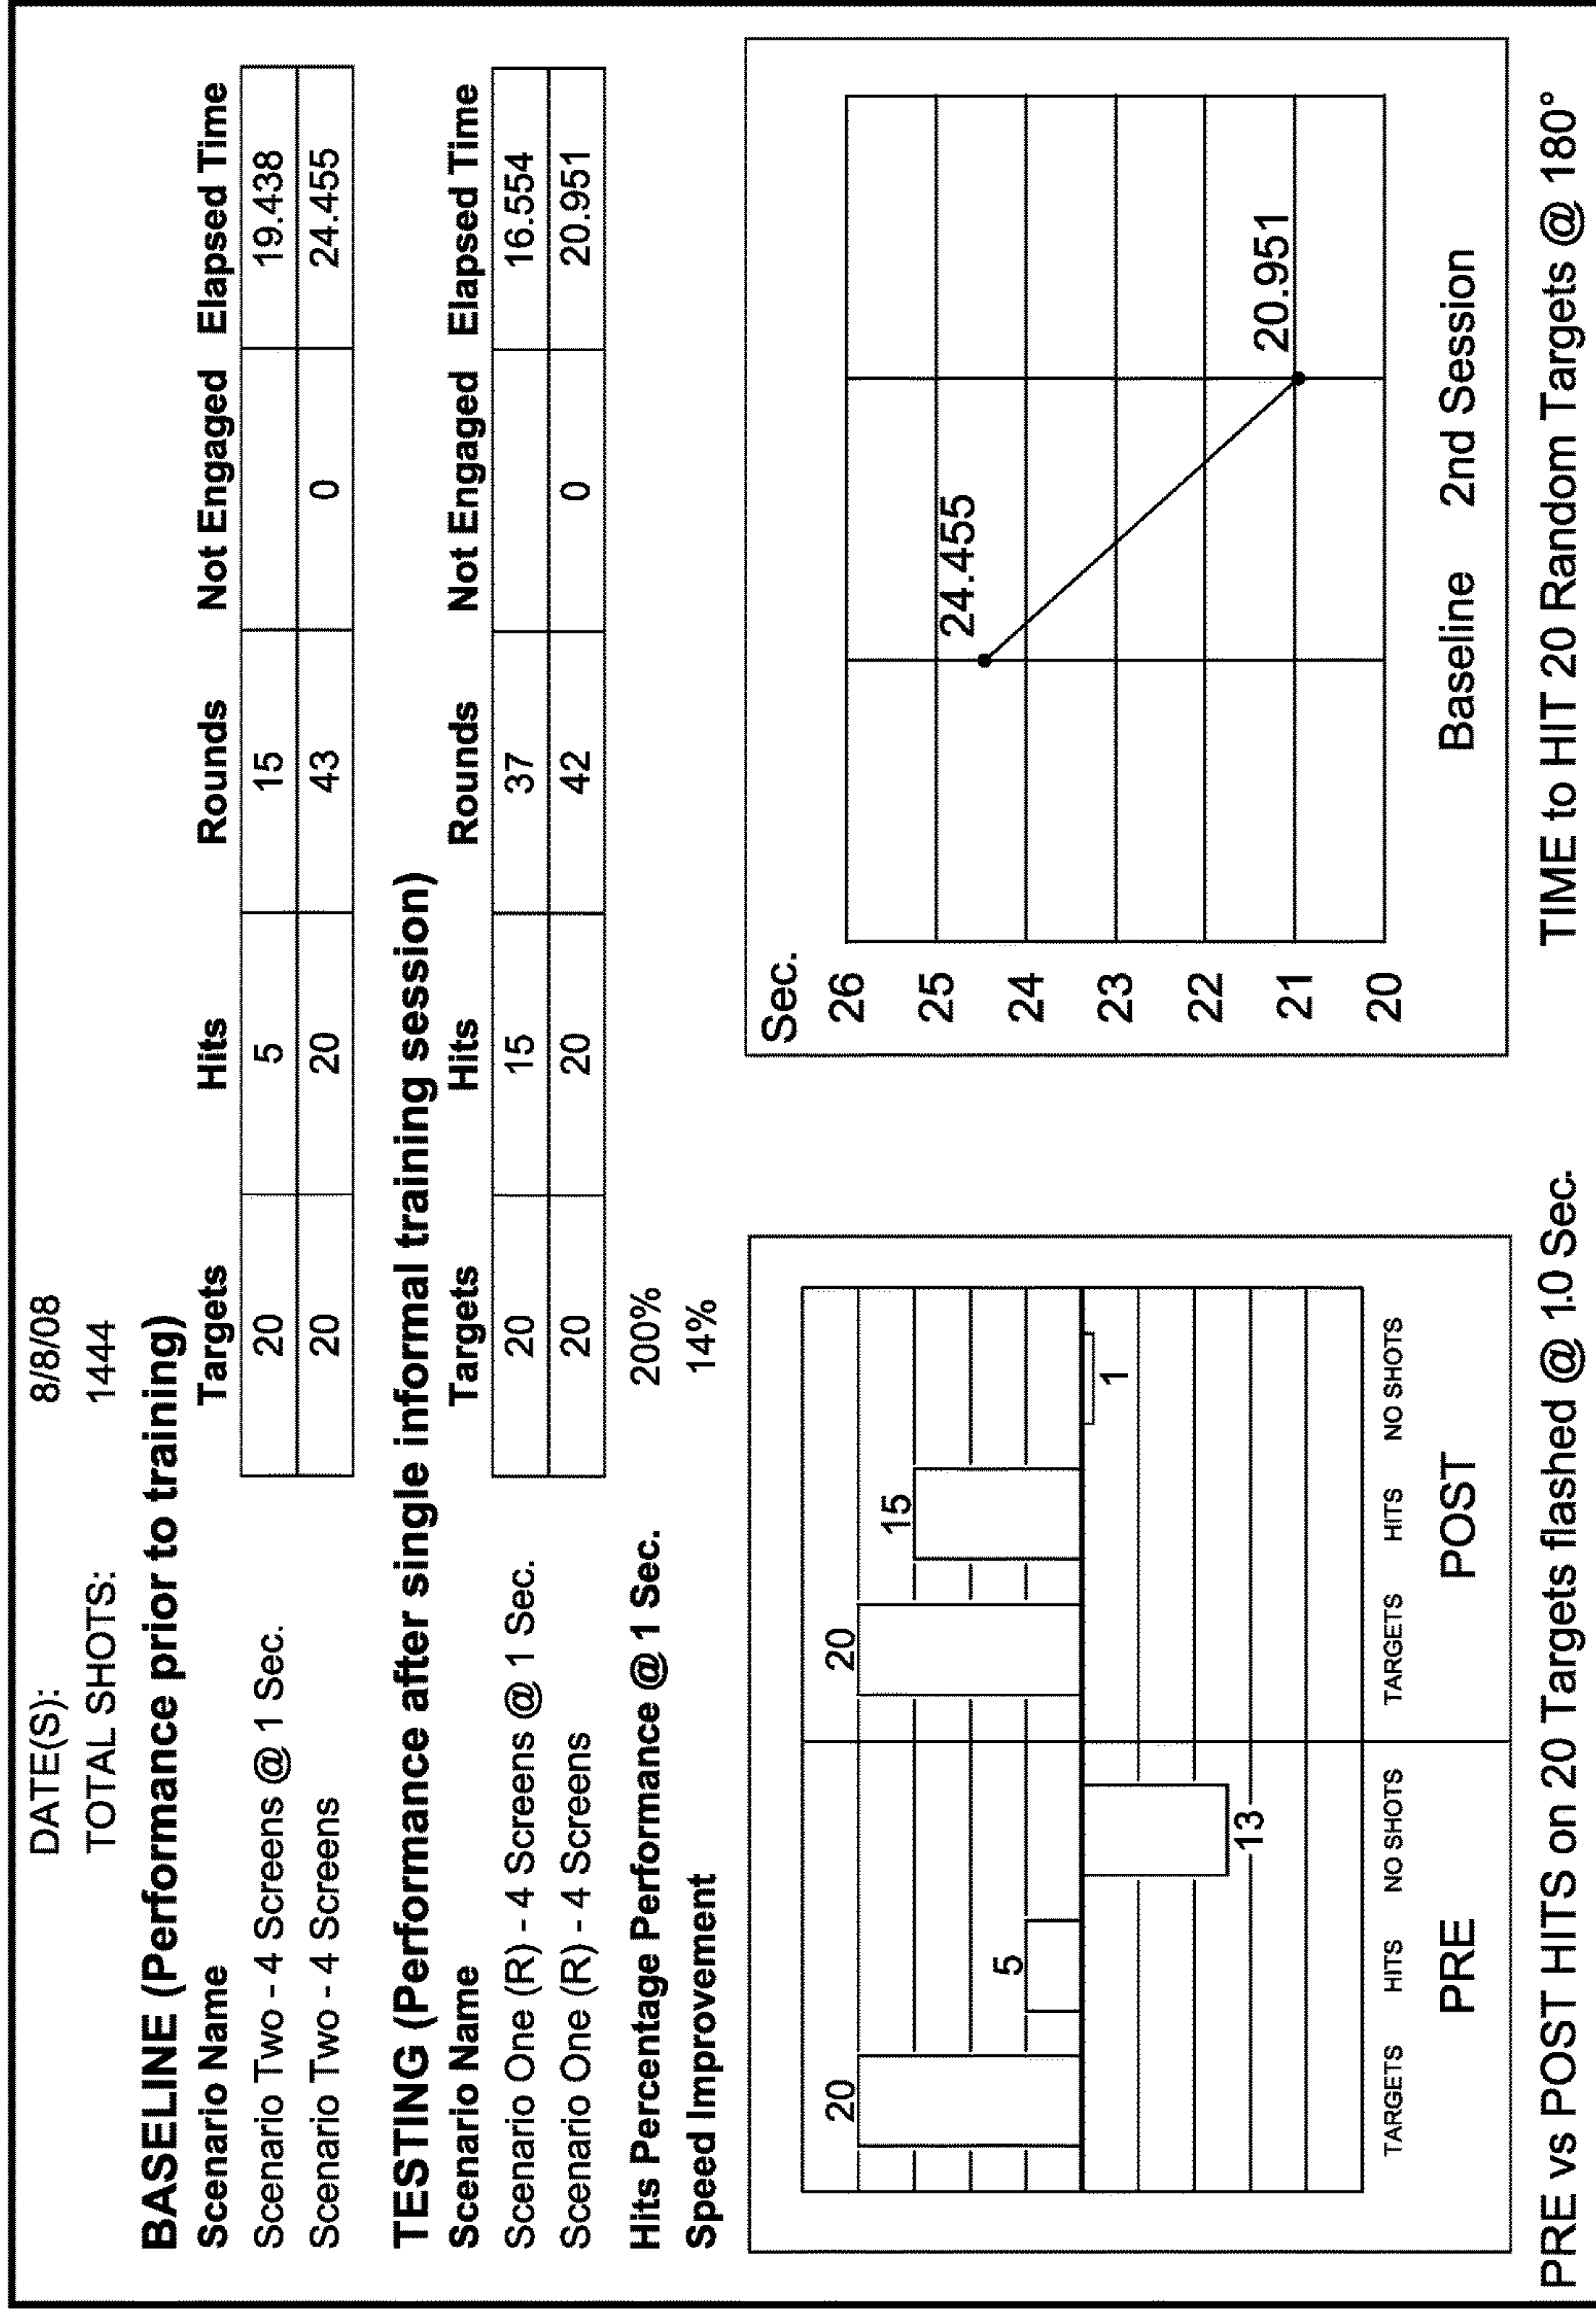 DATE(S): 8/8/08
TOTAL SHOTS: 1444
BASELINE (Performance prior to training)
Scenario Name Targets Hits Rounds Not Engaged Elapsed Time
Scenario Two - 4 Screens @ 1 Sec. 20 5 15 19.438
Scenario Two - 4 Screens 20 20 43 0 24.455
TESTING (Performance after single informal training session)
Scenario Name Targets Hits Rounds Not Engaged Elapsed Time
Scenario One (R) - 4 Screens @ 1 Sec. 20 15 37 16.554
Scenario One (R) - 4 Screens 20 20 42 0 20.951
Hits Percentage Performance @ 1 Sec. 200%
Speed Improvement 14%
20
5
13
20
15
1
TARGETS HITS NO SHOTS TARGETS HITS NO SHOTS
PRE POST
PRE vs POST HITS on 20 Targets flashed @ 1.0 Sec.
Sec.
26
25
24
23
22
21
20
24.455
20.951
Baseline 2nd Session
TIME to HIT 20 Random Targets @ 180°